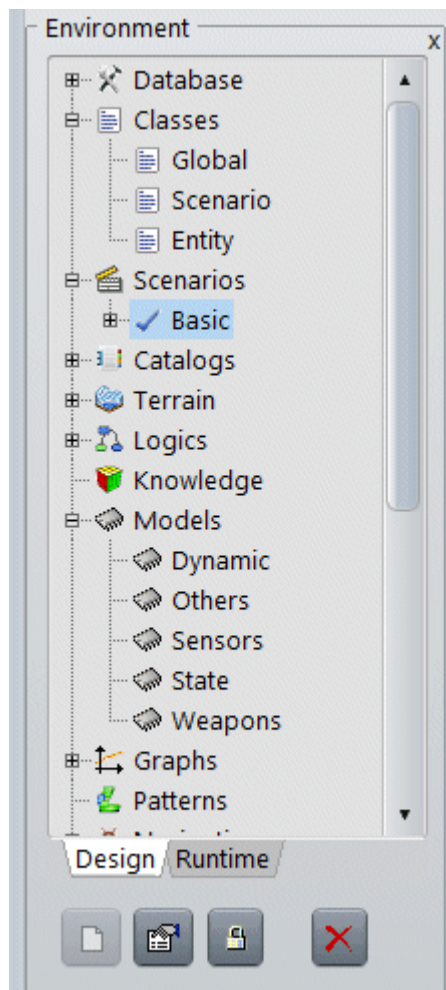 Environment
x
Database
Classes
Global
Scenario
Entity
Scenarios
Basic
Catalogs
Terrain
Logics
Knowledge
Models
Dynamic
Others
Sensors
State
Weapons
Graphs
Patterns
Design Runtime